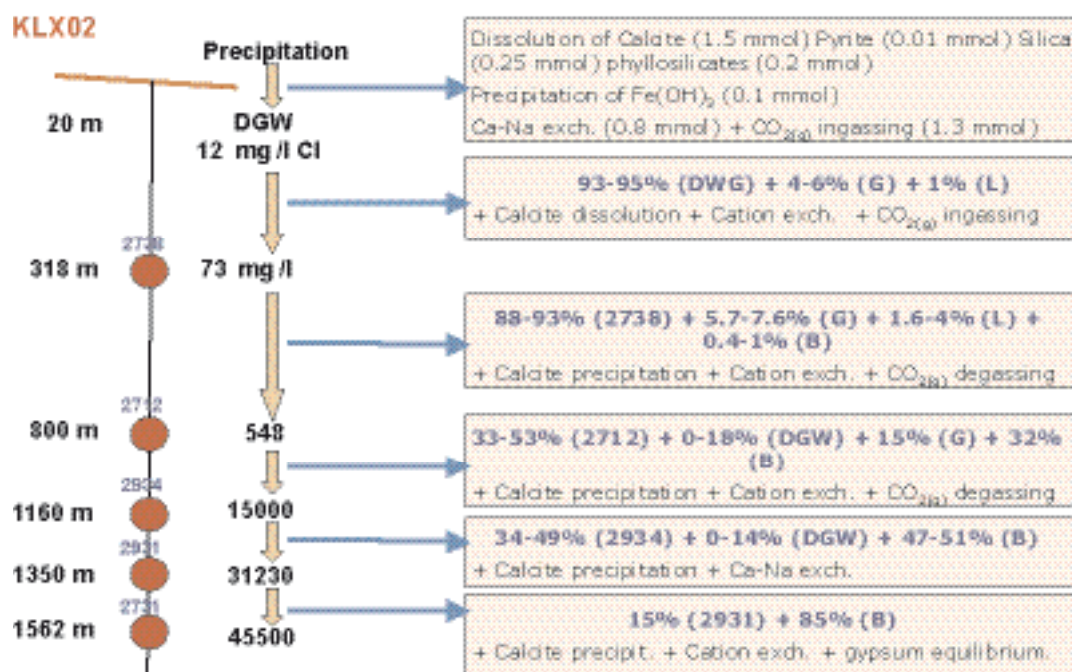 KLX02
Precipitation
20 m
DGW
12 mg/l Cl
2738
318 m
73 mg/l
2712
800 m
548
2934
1160 m
15000
2931
1350 m
31230
2731
1562 m
45500
Dissolution of Calcite (1.5 mmol) Pyrite (0.01 mmol) Silica
(0.25 mmol) phyllosilicates (0.2 mmol)
Precipitation of Fe(OH)₃ (0.1 mmol)
Ca-Na exch. (0.8 mmol) + CO₂₍g₎ ingassing (1.3 mmol)
93-95% (DWG) + 4-6% (G) + 1% (L)
+ Calcite dissolution + Cation exch. + CO₂₍g₎ ingassing
88-93% (2738) + 5.7-7.6% (G) + 1.6-4% (L) +
0.4-1% (B)
+ Calcite precipitation + Cation exch. + CO₂₍g₎ degassing
33-53% (2712) + 0-18% (DGW) + 15% (G) + 32%
(B)
+ Calcite precipitation + Cation exch. + CO₂₍g₎ degassing
34-49% (2934) + 0-14% (DGW) + 47-51% (B)
+ Calcite precipitation + Ca-Na exch.
15% (2931) + 85% (B)
+ Calcite precipit. + Cation exch. + gypsum equilibrium.